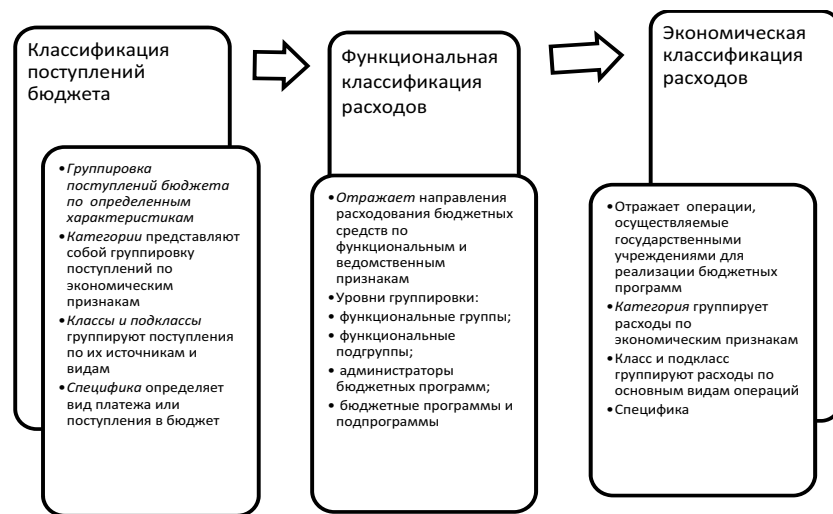 Классификация
поступлений
бюджета
•Группировка
поступлений бюджета
по определенным
характеристикам
•Категории представляют
собой группировку
поступлений по
экономическим
признакам
•Классы и подклассы
группируют поступления
по их источникам и
видам
•Специфика определяет
вид платежа или
поступления в бюджет
Функциональная
классификация
расходов
•Отражает направления
расходования бюджетных
средств по
функциональным и
ведомственным
признакам
•Уровни группировки:
• функциональные группы;
• функциональные
подгруппы;
• администраторы
бюджетных программ;
• бюджетные программы и
подпрограммы
Экономическая
классификация
расходов
•Отражает операции,
осуществляемые
государственными
учреждениями для
реализации бюджетных
программ
•Категория группирует
расходы по
экономическим признакам
•Класс и подкласс
группируют расходы по
основным видам операций
•Специфика